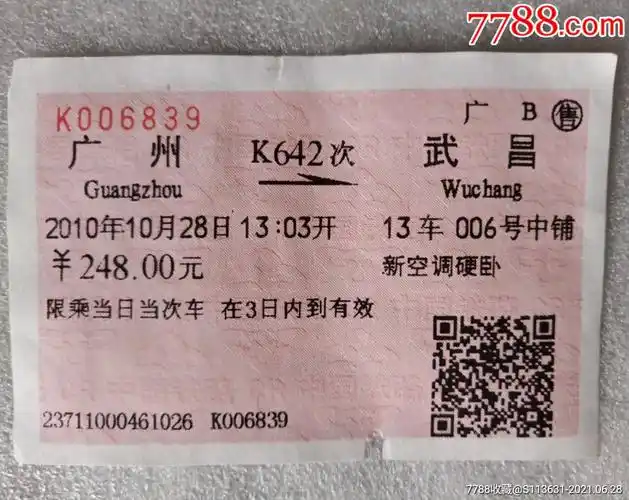 7788.com
K006839 广 B 售
广州 K642次 武昌
Guangzhou Wuchang
2010年10月28日 13:03开 13车 006号中铺
¥248.00元 新空调硬卧
限乘当日当次车 在3日内到有效
23711000461026 K006839
7788收藏@S113631-2021.06.28